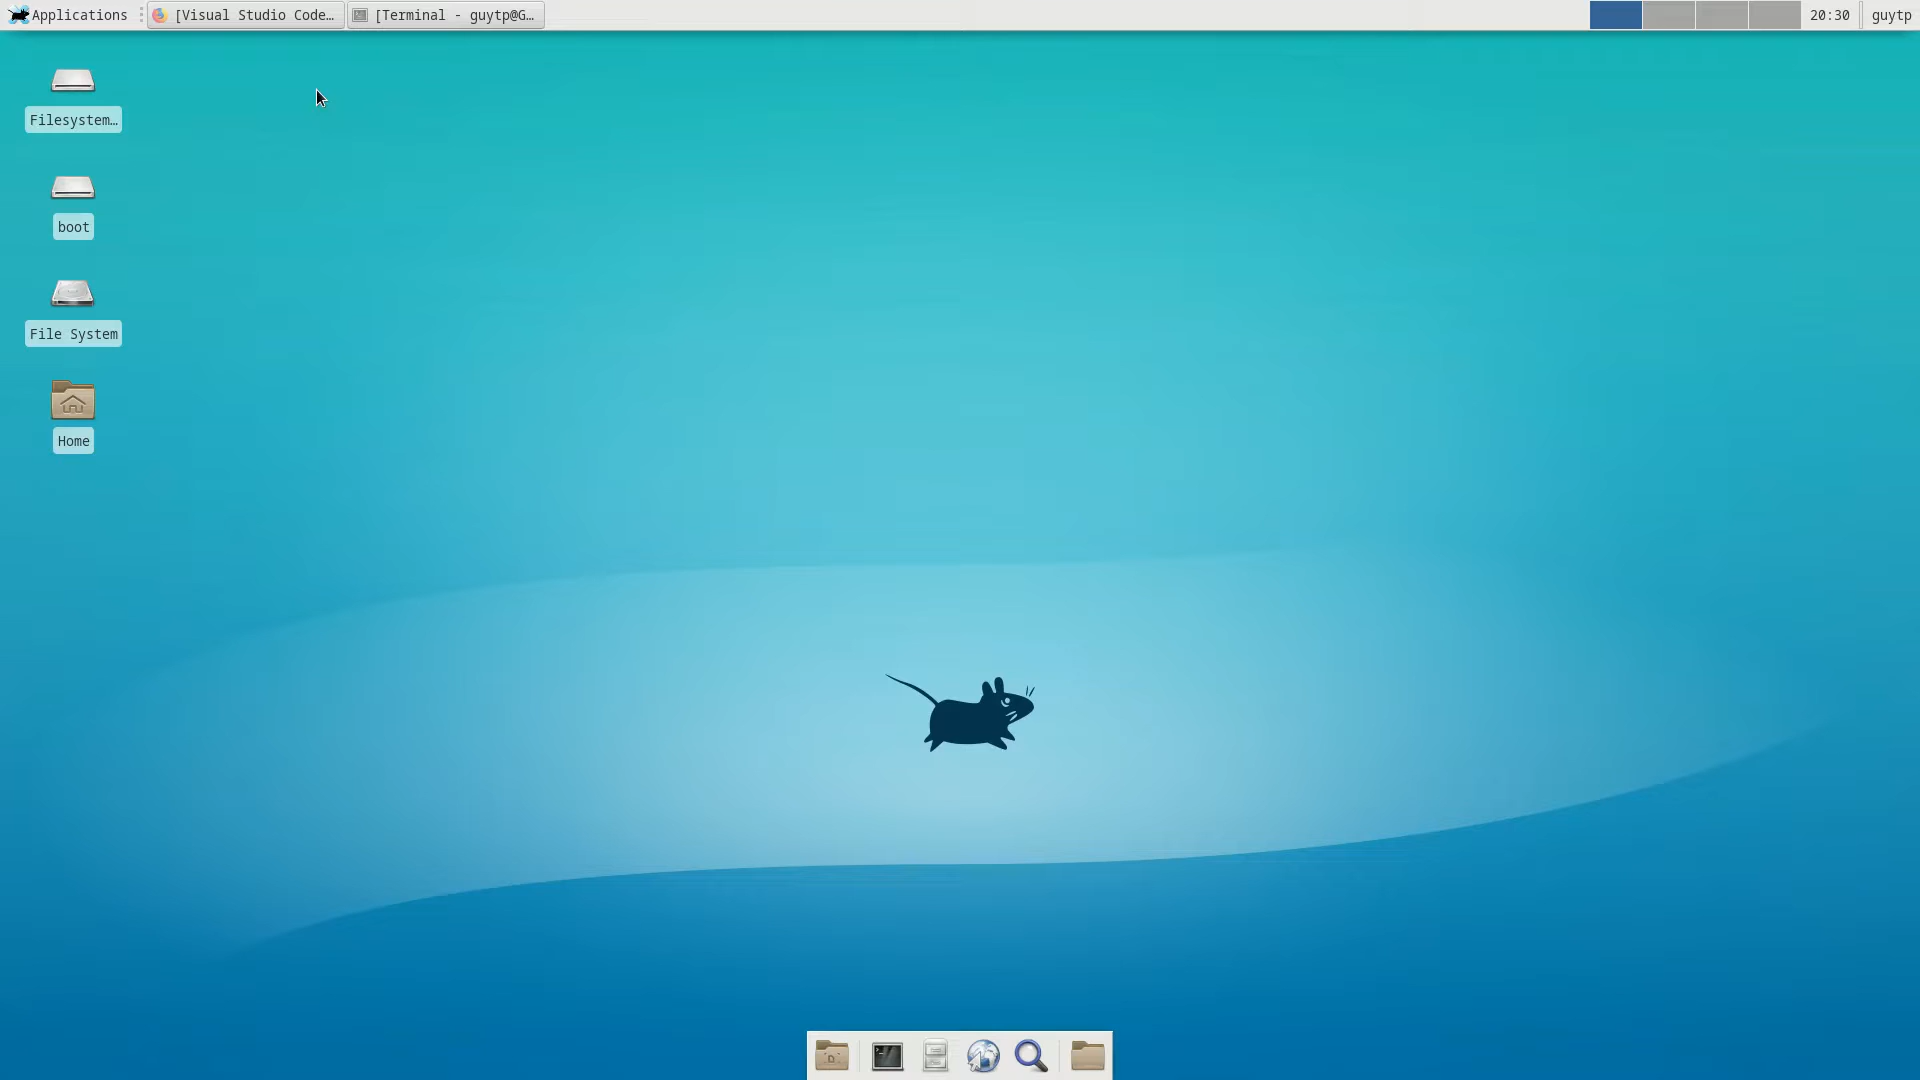 Applications
[Visual Studio Code…
[Terminal - guytp@G…
20:30
guytp
Filesystem…
boot
File System
Home
D